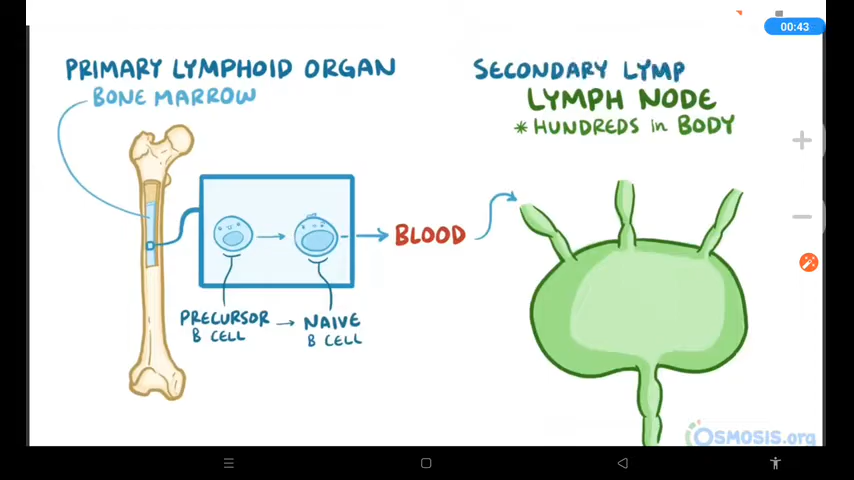 00:43
PRIMARY LYMPHOID ORGAN
BONE MARROW
SECONDARY LYMP
LYMPH NODE
* HUNDREDS in BODY
BLOOD
PRECURSOR → NAIVE
B CELL B CELL
OSMOSIS.org